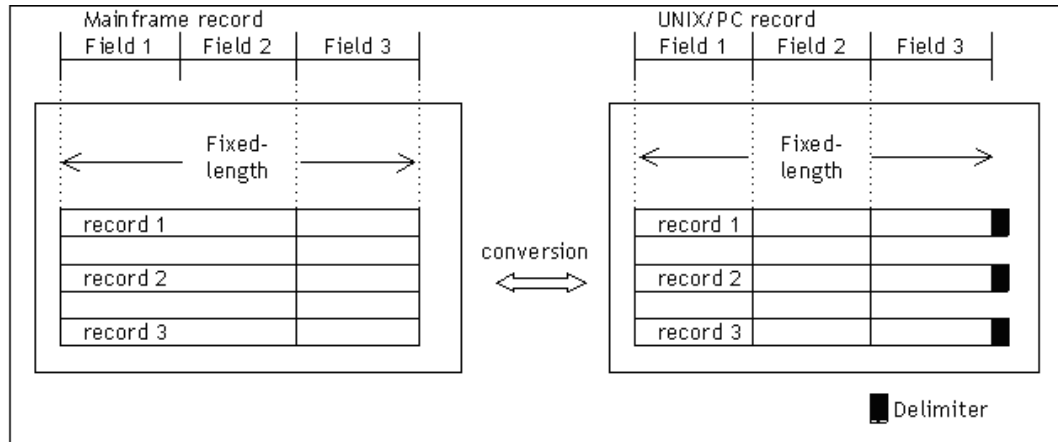 Mainframe record
Field 1 Field 2 Field 3
Fixed-
length
record 1
record 2
record 3
conversion
UNIX/PC record
Field 1 Field 2 Field 3
Fixed-
length
record 1
record 2
record 3
Delimiter